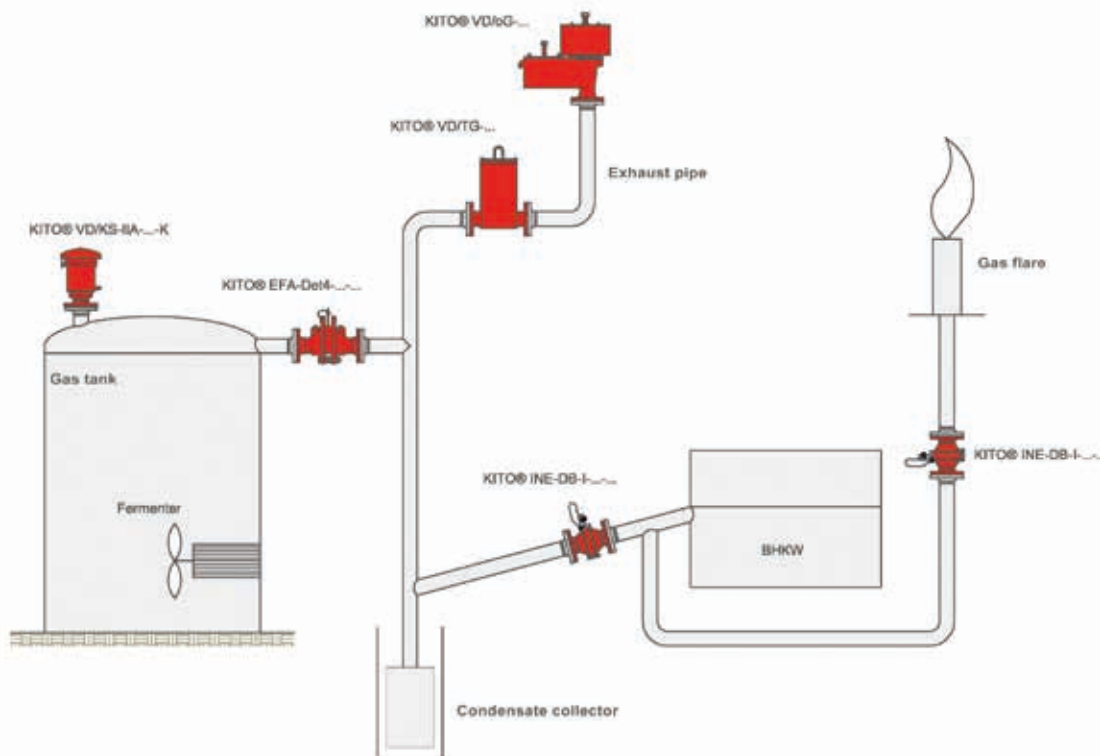 KITO® VD/oG-...
KITO® VD/TG-...
Exhaust pipe
KITO® VD/KS-IIA-...-K
Gas flare
KITO® EFA-Det4-...-...
Gas tank
KITO® INE-DB-I-...-...
KITO® INE-DB-I-...-..
Fermenter
BHKW
Condensate collector